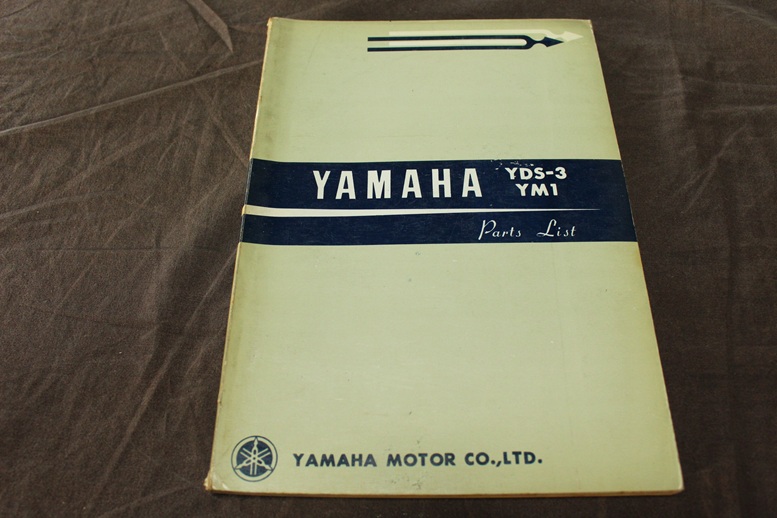 YAMAHA YDS-3
YM1
Parts List
YAMAHA MOTOR CO.,LTD.